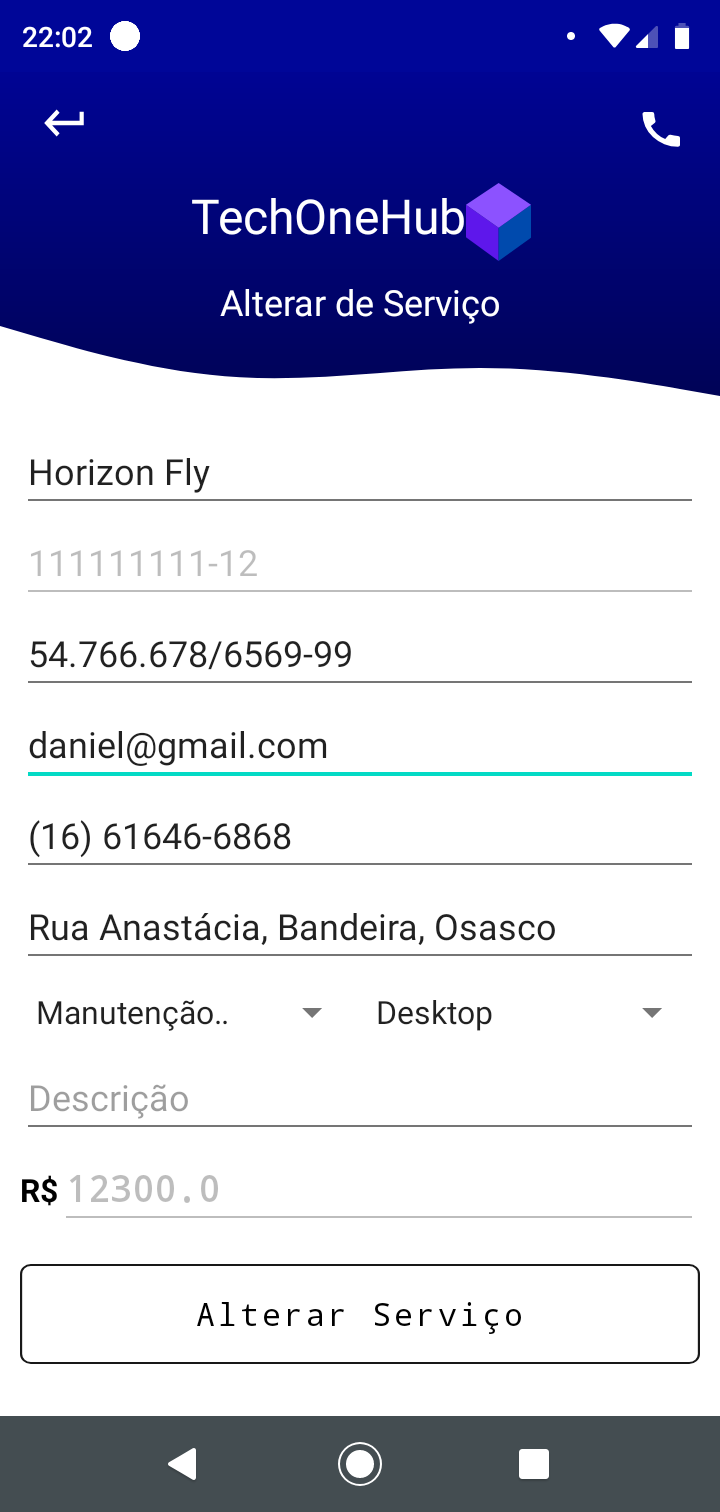 22:02
TechOneHub
Alterar de Serviço
Horizon Fly
111111111-12
54.766.678/6569-99
daniel@gmail.com
(16) 61646-6868
Rua Anastácia, Bandeira, Osasco
Manutenção.. Desktop
Descrição
R$ 12300.0
Alterar Serviço